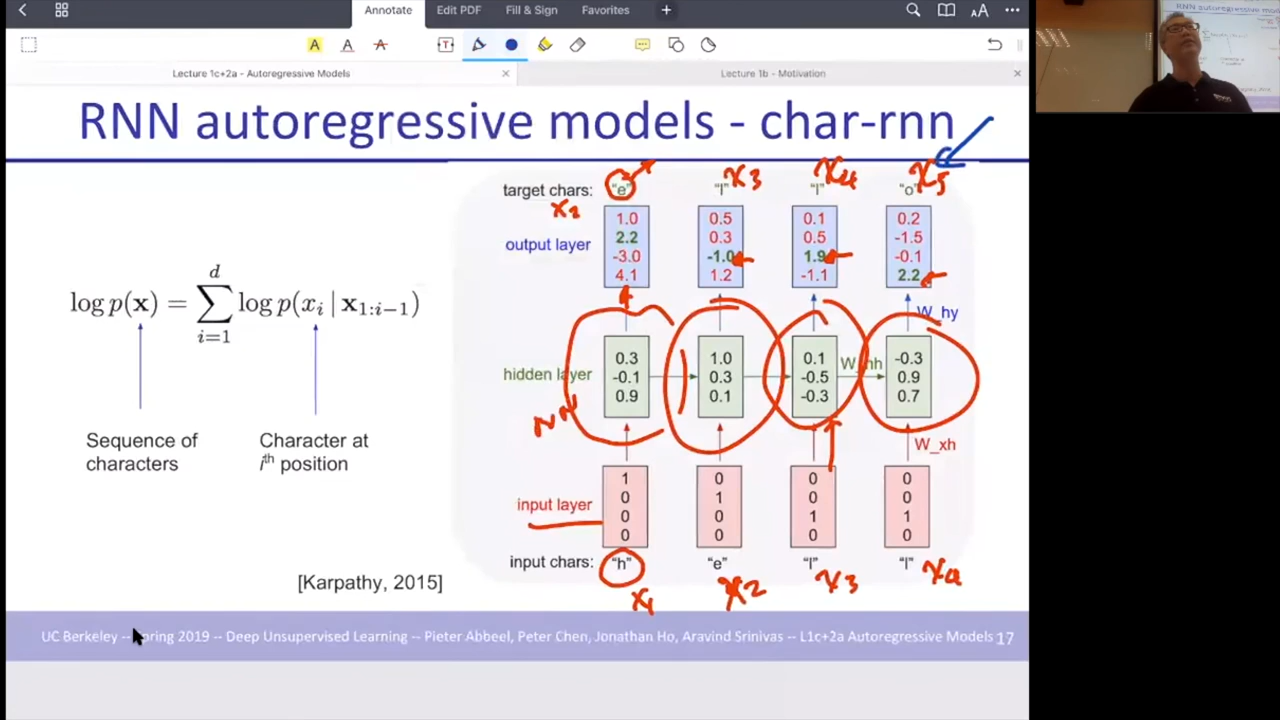 Annotate Edit PDF Fill & Sign Favorites
Lecture 1c+2a - Autoregressive Models
Lecture 1b - Motivation
RNN autoregressive models - char-rnn
target chars: "e" "l" "l" "o"
x2 x3 x4 x5
output layer
1.0 0.5 0.1 0.2
2.2 0.3 0.5 -1.5
-3.0 -1.0 1.9 -0.1
4.1 1.2 -1.1 2.2
W_hy
hidden layer
0.3 1.0 0.1 -0.3
-0.1 0.3 -0.5 0.9
0.9 0.1 -0.3 0.7
W_hh
NN
W_xh
input layer
1 0 0 0
0 1 0 0
0 0 1 1
0 0 0 0
input chars: "h" "e" "l" "l"
x1 x2 x3 x4
log p(x) = ∑ log p(x_i | x_{1:i-1})
d
i=1
Sequence of
characters
Character at
ith position
[Karpathy, 2015]
UC Berkeley -- Spring 2019 -- Deep Unsupervised Learning -- Pieter Abbeel, Peter Chen, Jonathan Ho, Aravind Srinivas -- L1c+2a Autoregressive Models 17
RNN autoregressive